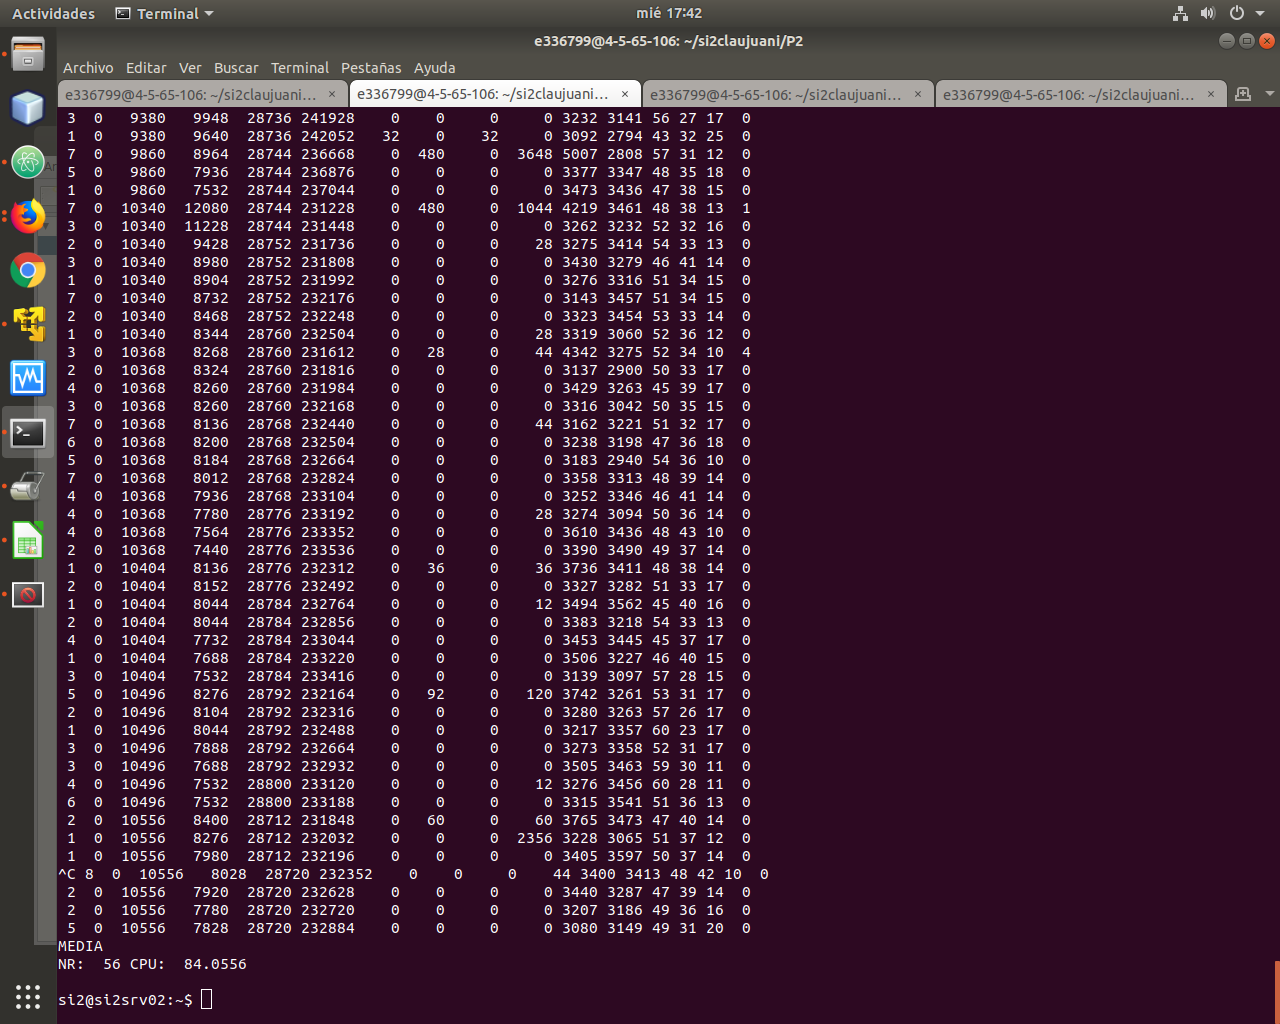 Actividades Terminal mié 17:42
e336799@4-5-65-106: ~/si2claujuani/P2
Archivo Editar Ver Buscar Terminal Pestañas Ayuda
e336799@4-5-65-106: ~/si2claujuani… × e336799@4-5-65-106: ~/si2claujuani… × e336799@4-5-65-106: ~/si2claujuani… × e336799@4-5-65-106: ~/si2claujuani… ×
3 0 9380 9948 28736 241928 0 0 0 0 3232 3141 56 27 17 0
1 0 9380 9640 28736 242052 32 0 32 0 3092 2794 43 32 25 0
7 0 9860 8964 28744 236668 0 480 0 3648 5007 2808 57 31 12 0
5 0 9860 7936 28744 236876 0 0 0 0 3377 3347 48 35 18 0
1 0 9860 7532 28744 237044 0 0 0 0 3473 3436 47 38 15 0
7 0 10340 12080 28744 231228 0 480 0 1044 4219 3461 48 38 13 1
3 0 10340 11228 28744 231448 0 0 0 0 3262 3232 52 32 16 0
2 0 10340 9428 28752 231736 0 0 0 28 3275 3414 54 33 13 0
3 0 10340 8980 28752 231808 0 0 0 0 3430 3279 46 41 14 0
1 0 10340 8904 28752 231992 0 0 0 0 3276 3316 51 34 15 0
7 0 10340 8732 28752 232176 0 0 0 0 3143 3457 51 34 15 0
2 0 10340 8468 28752 232248 0 0 0 0 3323 3454 53 33 14 0
1 0 10340 8344 28760 232504 0 0 0 28 3319 3060 52 36 12 0
3 0 10368 8268 28760 231612 0 28 0 44 4342 3275 52 34 10 4
2 0 10368 8324 28760 231816 0 0 0 0 3137 2900 50 33 17 0
4 0 10368 8260 28760 231984 0 0 0 0 3429 3263 45 39 17 0
3 0 10368 8260 28760 232168 0 0 0 0 3316 3042 50 35 15 0
7 0 10368 8136 28768 232440 0 0 0 44 3162 3221 51 32 17 0
6 0 10368 8200 28768 232504 0 0 0 0 3238 3198 47 36 18 0
5 0 10368 8184 28768 232664 0 0 0 0 3183 2940 54 36 10 0
7 0 10368 8012 28768 232824 0 0 0 0 3358 3313 48 39 14 0
4 0 10368 7936 28768 233104 0 0 0 0 3252 3346 46 41 14 0
4 0 10368 7780 28776 233192 0 0 0 28 3274 3094 50 36 14 0
4 0 10368 7564 28776 233352 0 0 0 0 3610 3436 48 43 10 0
2 0 10368 7440 28776 233536 0 0 0 0 3390 3490 49 37 14 0
1 0 10404 8136 28776 232312 0 36 0 36 3736 3411 48 38 14 0
2 0 10404 8152 28776 232492 0 0 0 0 3327 3282 51 33 17 0
1 0 10404 8044 28784 232764 0 0 0 12 3494 3562 45 40 16 0
2 0 10404 8044 28784 232856 0 0 0 0 3383 3218 54 33 13 0
4 0 10404 7732 28784 233044 0 0 0 0 3453 3445 45 37 17 0
1 0 10404 7688 28784 233220 0 0 0 0 3506 3227 46 40 15 0
3 0 10404 7532 28784 233416 0 0 0 0 3139 3097 57 28 15 0
5 0 10496 8276 28792 232164 0 92 0 120 3742 3261 53 31 17 0
2 0 10496 8104 28792 232316 0 0 0 0 3280 3263 57 26 17 0
1 0 10496 8044 28792 232488 0 0 0 0 3217 3357 60 23 17 0
3 0 10496 7888 28792 232664 0 0 0 0 3273 3358 52 31 17 0
3 0 10496 7688 28792 232932 0 0 0 0 3505 3463 59 30 11 0
4 0 10496 7532 28800 233120 0 0 0 12 3276 3456 60 28 11 0
6 0 10496 7532 28800 233188 0 0 0 0 3315 3541 51 36 13 0
2 0 10556 8400 28712 231848 0 60 0 60 3765 3473 47 40 14 0
1 0 10556 8276 28712 232032 0 0 0 2356 3228 3065 51 37 12 0
1 0 10556 7980 28712 232196 0 0 0 0 3405 3597 50 37 14 0
^C 8 0 10556 8028 28720 232352 0 0 0 44 3400 3413 48 42 10 0
2 0 10556 7920 28720 232628 0 0 0 0 3440 3287 47 39 14 0
2 0 10556 7780 28720 232720 0 0 0 0 3207 3186 49 36 16 0
5 0 10556 7828 28720 232884 0 0 0 0 3080 3149 49 31 20 0
MEDIA
NR: 56 CPU: 84.0556
si2@si2srv02:~$